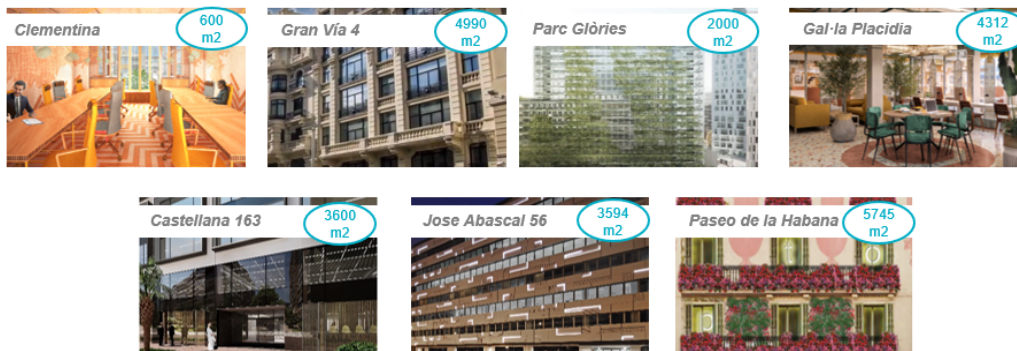 Clementina
600
m2
Gran Vía 4
4990
m2
Parc Glòries
2000
m2
Gal·la Placidia
4312
m2
Castellana 163
3600
m2
Jose Abascal 56
3594
m2
Paseo de la Habana
5745
m2